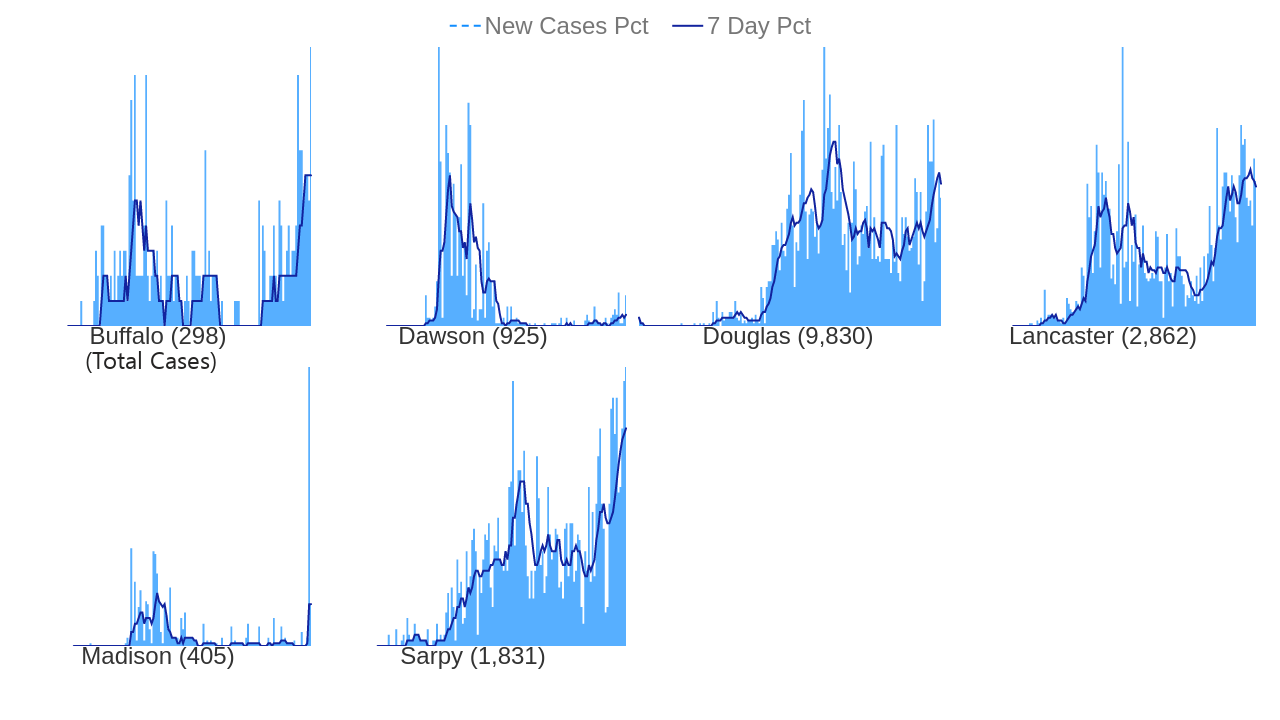 New Cases Pct 7 Day Pct
Buffalo (298) Dawson (925) Douglas (9,830) Lancaster (2,862)
(Total Cases)
Madison (405) Sarpy (1,831)